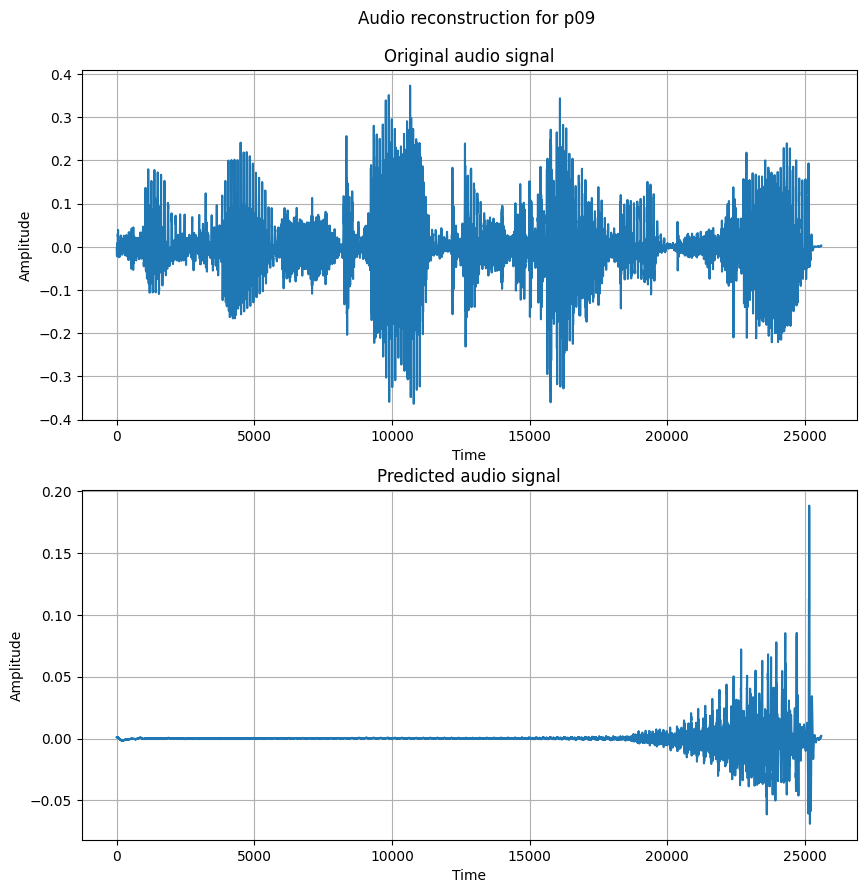 Audio reconstruction for p09
Original audio signal
0.4
0.3
0.2
0.1
0.0
−0.1
−0.2
−0.3
−0.4
Amplitude
0 5000 10000 15000 20000 25000
Time
Predicted audio signal
0.20
0.15
0.10
0.05
0.00
−0.05
Amplitude
0 5000 10000 15000 20000 25000
Time